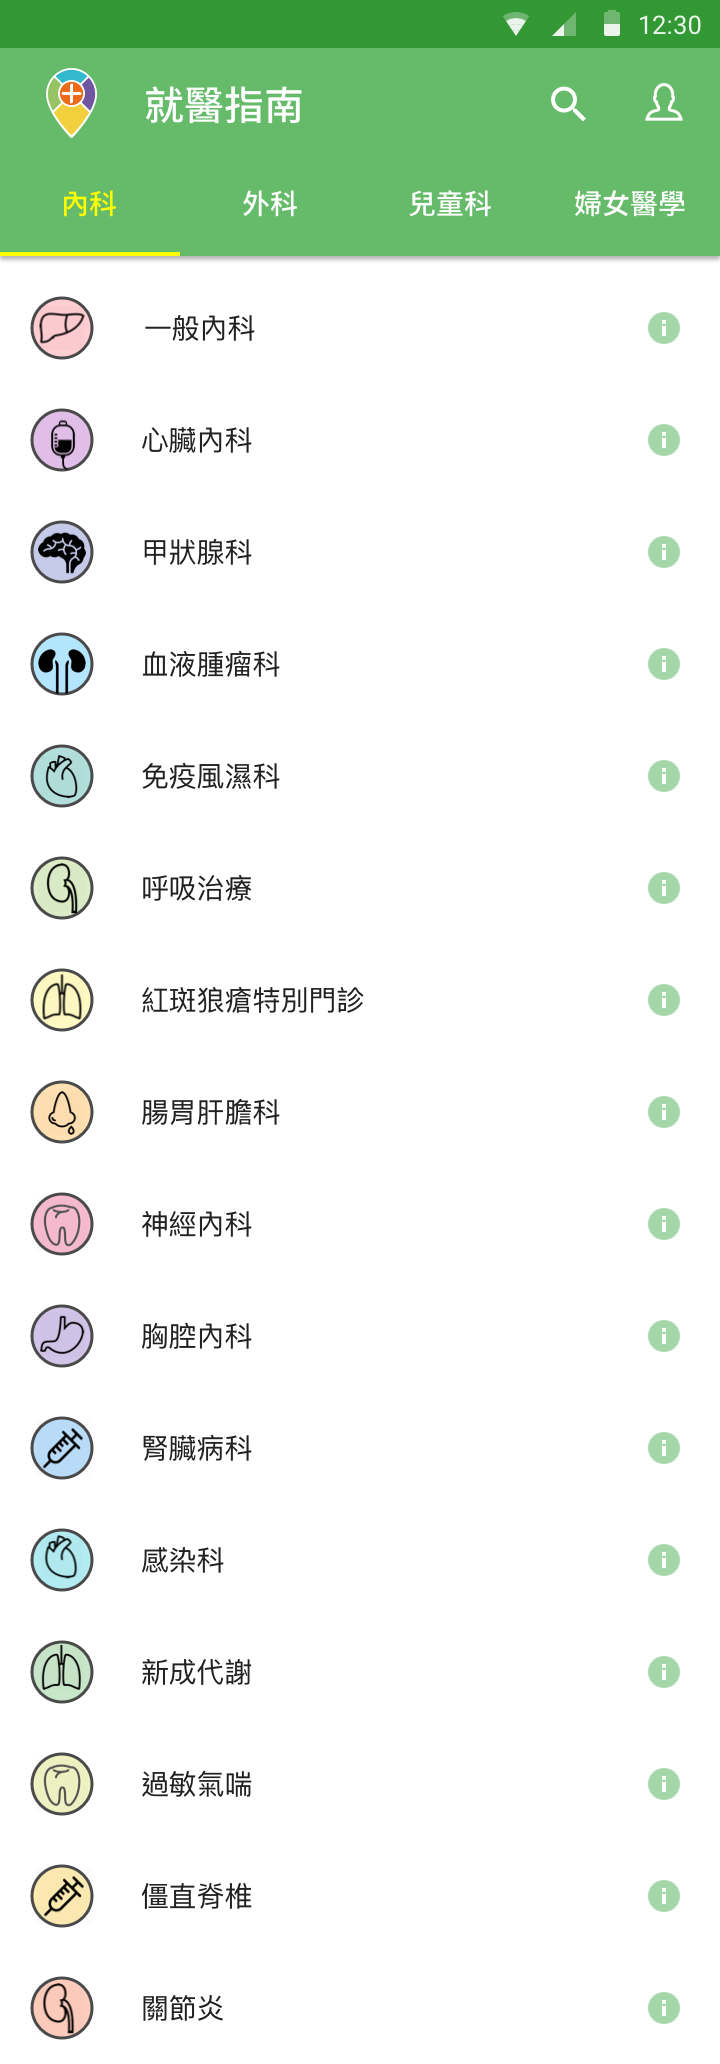 12:30
就醫指南
內科 外科 兒童科 婦女醫學
一般內科
心臟內科
甲狀腺科
血液腫瘤科
免疫風濕科
呼吸治療
紅斑狼瘡特別門診
腸胃肝膽科
神經內科
胸腔內科
腎臟病科
感染科
新成代謝
過敏氣喘
僵直脊椎
關節炎